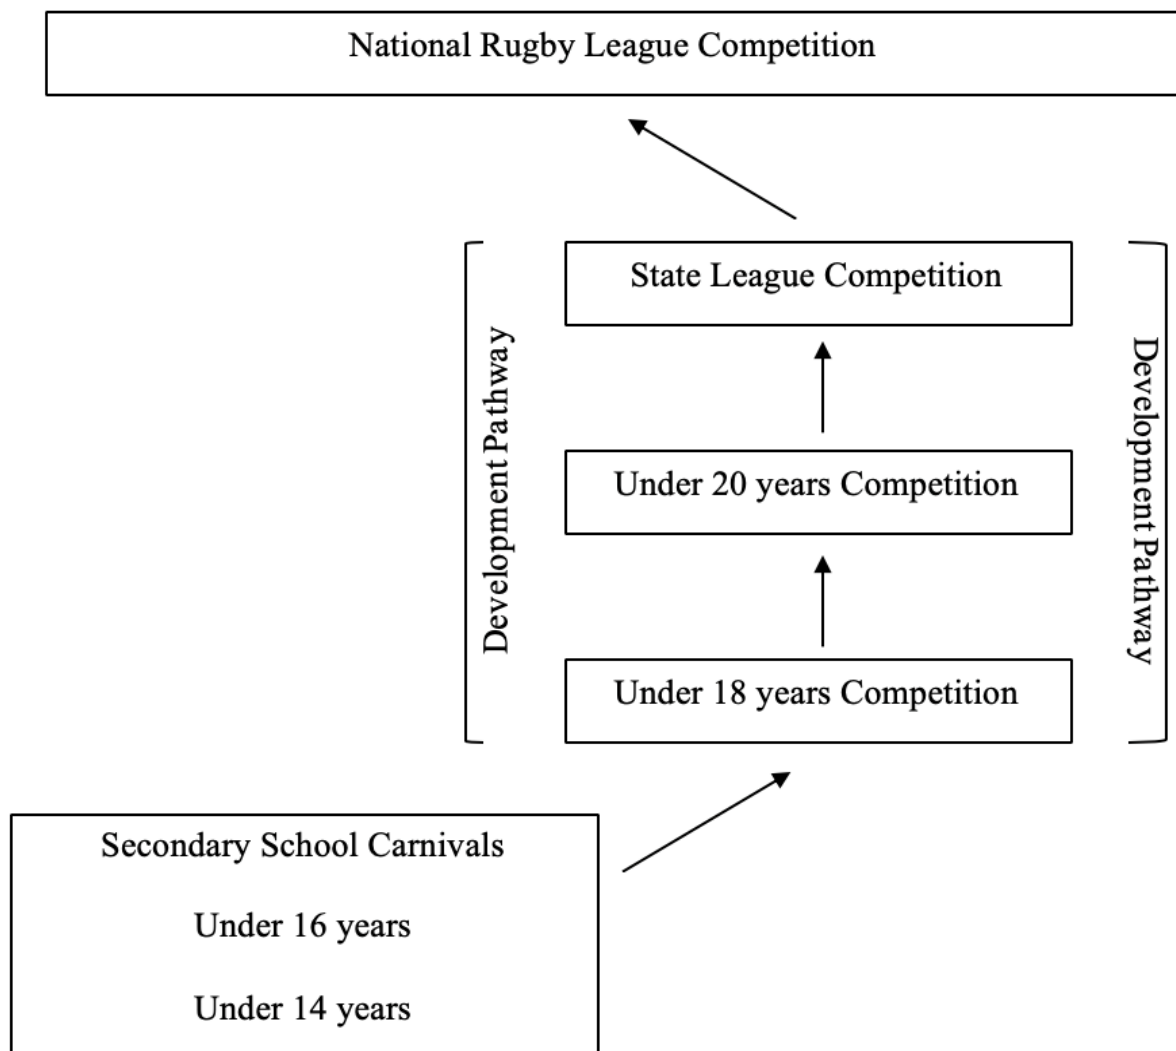 National Rugby League Competition
State League Competition
Development Pathway
Development Pathway
Under 20 years Competition
Under 18 years Competition
Secondary School Carnivals
Under 16 years
Under 14 years